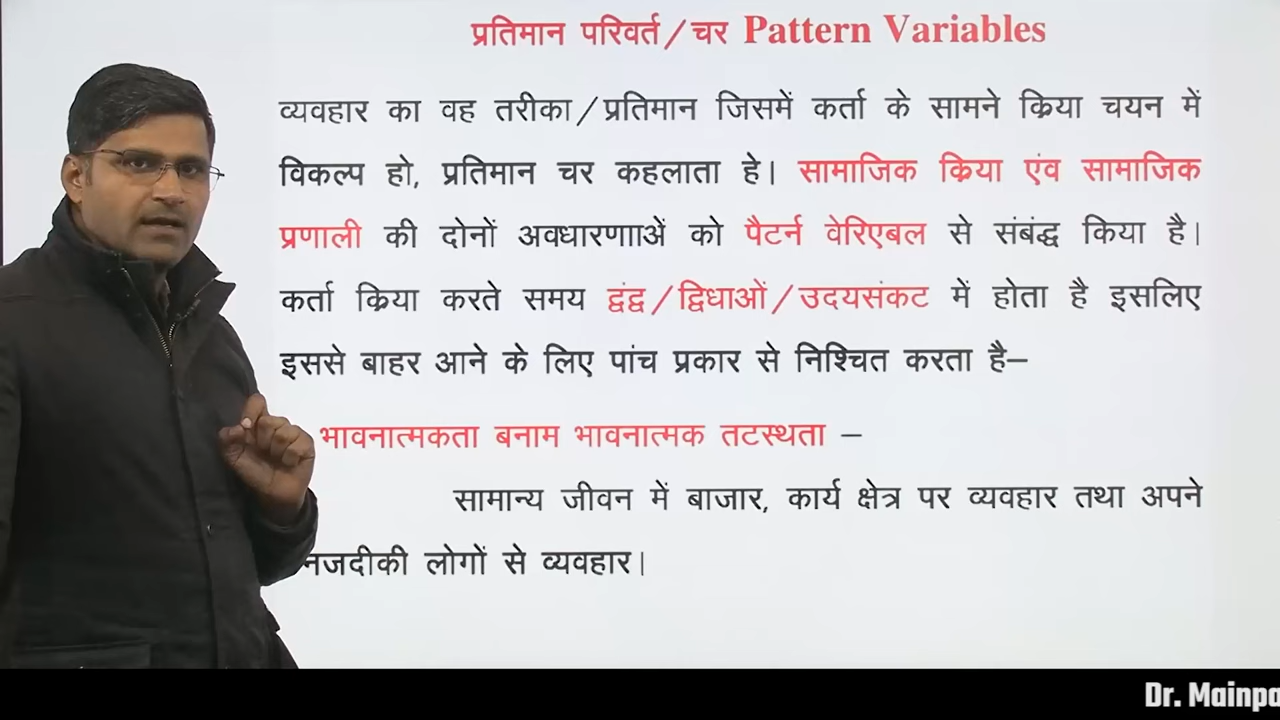 प्रतिमान परिवर्त/चर Pattern Variables
व्यवहार का वह तरीका/प्रतिमान जिसमें कर्ता के सामने क्रिया चयन में
विकल्प हो, प्रतिमान चर कहलाता हे। सामाजिक क्रिया एंव सामाजिक
प्रणाली की दोनों अवधारणााअें को पैटर्न वेरिएबल से संबंद्ध किया है।
कर्ता क्रिया करते समय द्वंद्व/द्विधाओं/उदयसंकट में होता है इसलिए
इससे बाहर आने के लिए पांच प्रकार से निश्चित करता है–
भावनात्मकता बनाम भावनात्मक तटस्थता –
सामान्य जीवन में बाजार, कार्य क्षेत्र पर व्यवहार तथा अपने
नजदीकी लोगों से व्यवहार।
Dr.